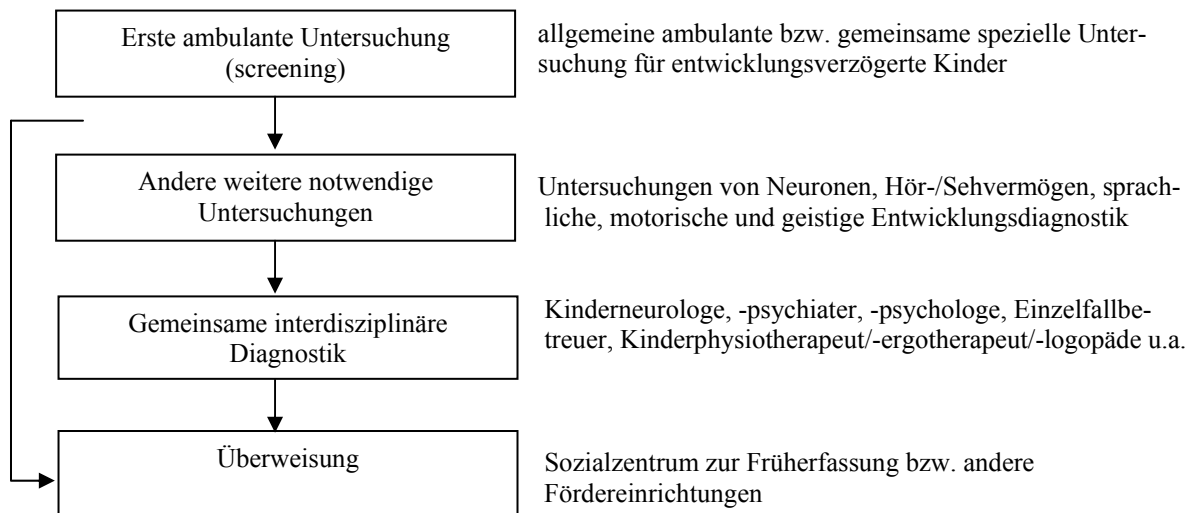 Erste ambulante Untersuchung
(screening)
allgemeine ambulante bzw. gemeinsame spezielle Unter-
suchung für entwicklungsverzögerte Kinder
Andere weitere notwendige
Untersuchungen
Untersuchungen von Neuronen, Hör-/Sehvermögen, sprach-
liche, motorische und geistige Entwicklungsdiagnostik
Gemeinsame interdisziplinäre
Diagnostik
Kinderneurologe, -psychiater, -psychologe, Einzelfallbe-
treuer, Kinderphysiotherapeut/-ergotherapeut/-logopäde u.a.
Überweisung
Sozialzentrum zur Früherfassung bzw. andere
Fördereinrichtungen